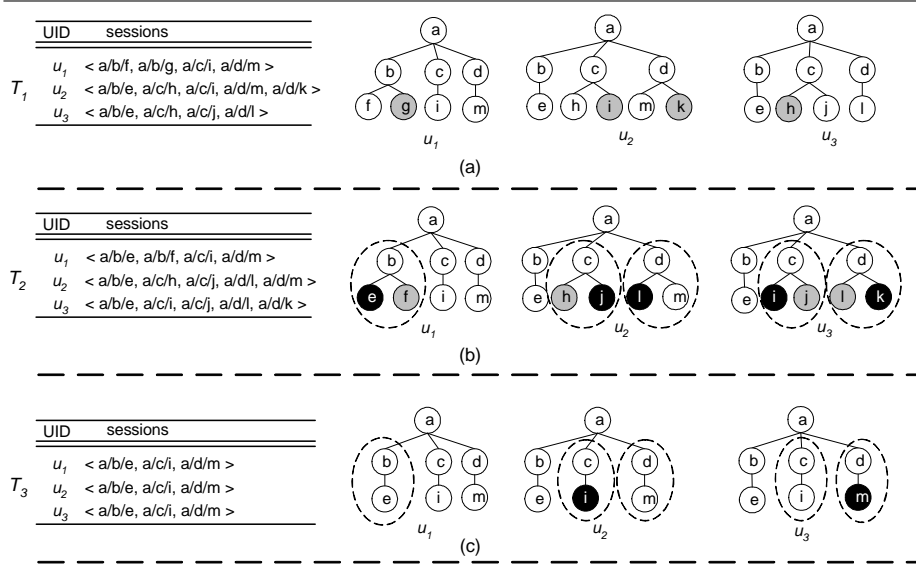 UID sessions
T1
u1 < a/b/f, a/b/g, a/c/i, a/d/m >
u2 < a/b/e, a/c/h, a/c/i, a/d/m, a/d/k >
u3 < a/b/e, a/c/h, a/c/j, a/d/l >
a
b c d
f g i m
u1
a
b c d
e h i m k
u2
a
b c d
e h j l
u3
(a)
UID sessions
T2
u1 < a/b/e, a/b/f, a/c/i, a/d/m >
u2 < a/b/e, a/c/h, a/c/j, a/d/l, a/d/m >
u3 < a/b/e, a/c/i, a/c/j, a/d/l, a/d/k >
a
b c d
e f i m
u1
a
b c d
e h j l m
u2
a
b c d
e i j l k
u3
(b)
UID sessions
T3
u1 < a/b/e, a/c/i, a/d/m >
u2 < a/b/e, a/c/i, a/d/m >
u3 < a/b/e, a/c/i, a/d/m >
a
b c d
e i m
u1
a
b c d
e i m
u2
a
b c d
e i m
u3
(c)